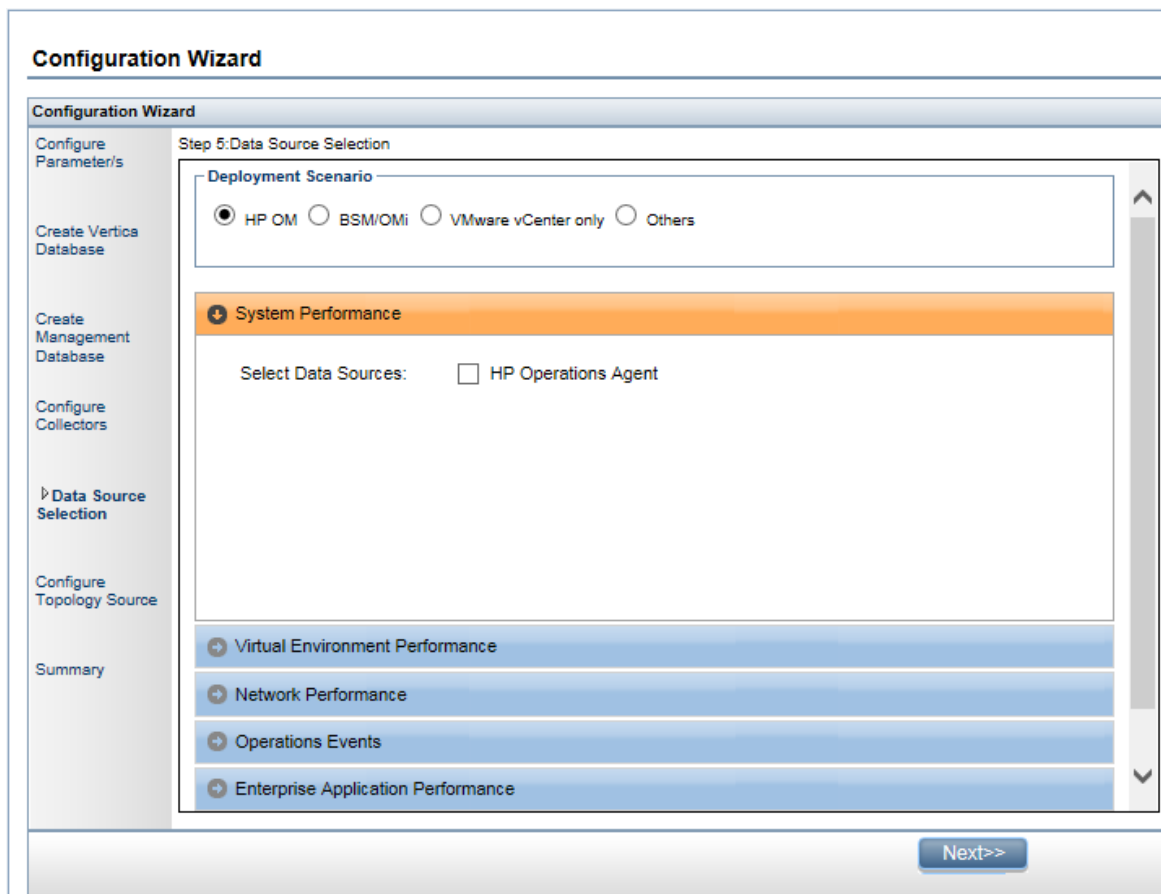 Configuration Wizard
Configuration Wizard
Configure
Parameter/s
Create Vertica
Database
Create
Management
Database
Configure
Collectors
Data Source
Selection
Configure
Topology Source
Summary
Step 5:Data Source Selection
Deployment Scenario
HP OM BSM/OMi VMware vCenter only Others
System Performance
Select Data Sources: HP Operations Agent
Virtual Environment Performance
Network Performance
Operations Events
Enterprise Application Performance
Next>>